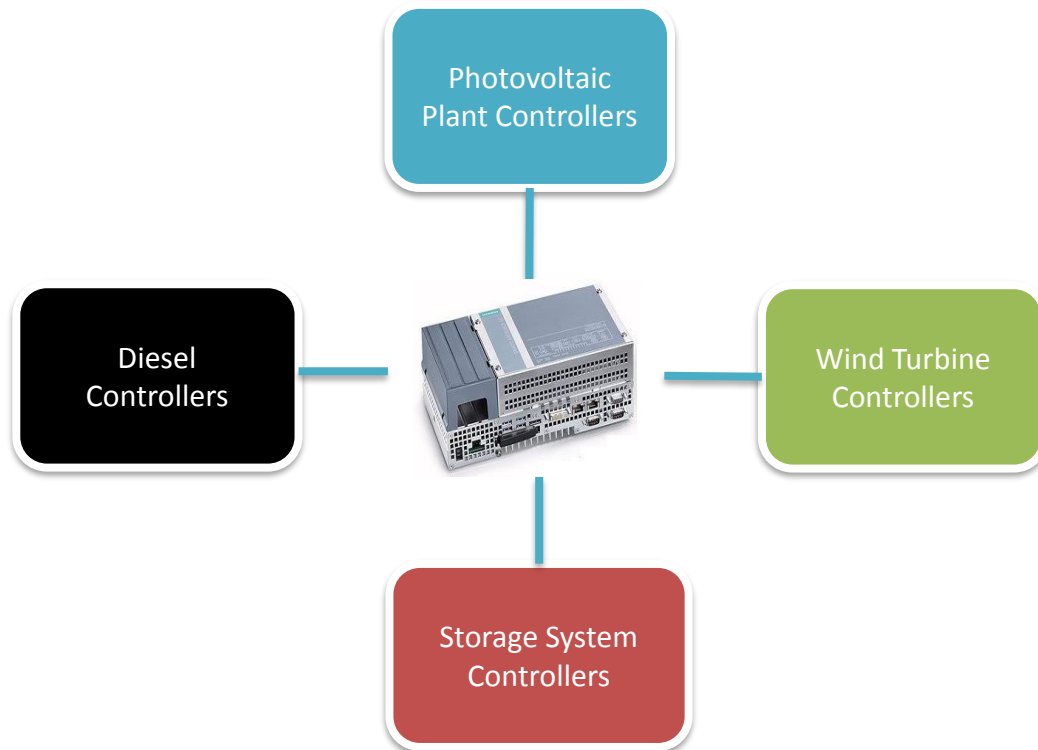 Photovoltaic
Plant Controllers
Diesel
Controllers
Wind Turbine
Controllers
Storage System
Controllers